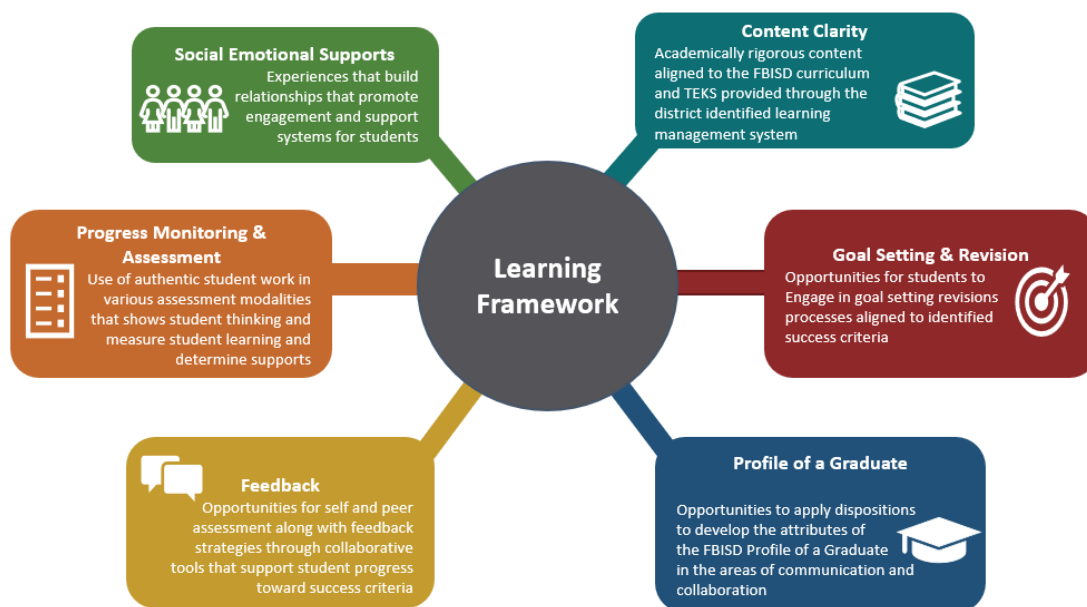 Social Emotional Supports
Experiences that build
relationships that promote
engagement and support
systems for students
Content Clarity
Academically rigorous content
aligned to the FBISD curriculum
and TEKS provided through the
district identified learning
management system
Progress Monitoring &
Assessment
Use of authentic student work in
various assessment modalities
that shows student thinking and
measure student learning and
determine supports
Learning
Framework
Goal Setting & Revision
Opportunities for students to
Engage in goal setting revisions
processes aligned to identified
success criteria
Feedback
Opportunities for self and peer
assessment along with feedback
strategies through collaborative
tools that support student progress
toward success criteria
Profile of a Graduate
Opportunities to apply dispositions
to develop the attributes of
the FBISD Profile of a Graduate
in the areas of communication and
collaboration